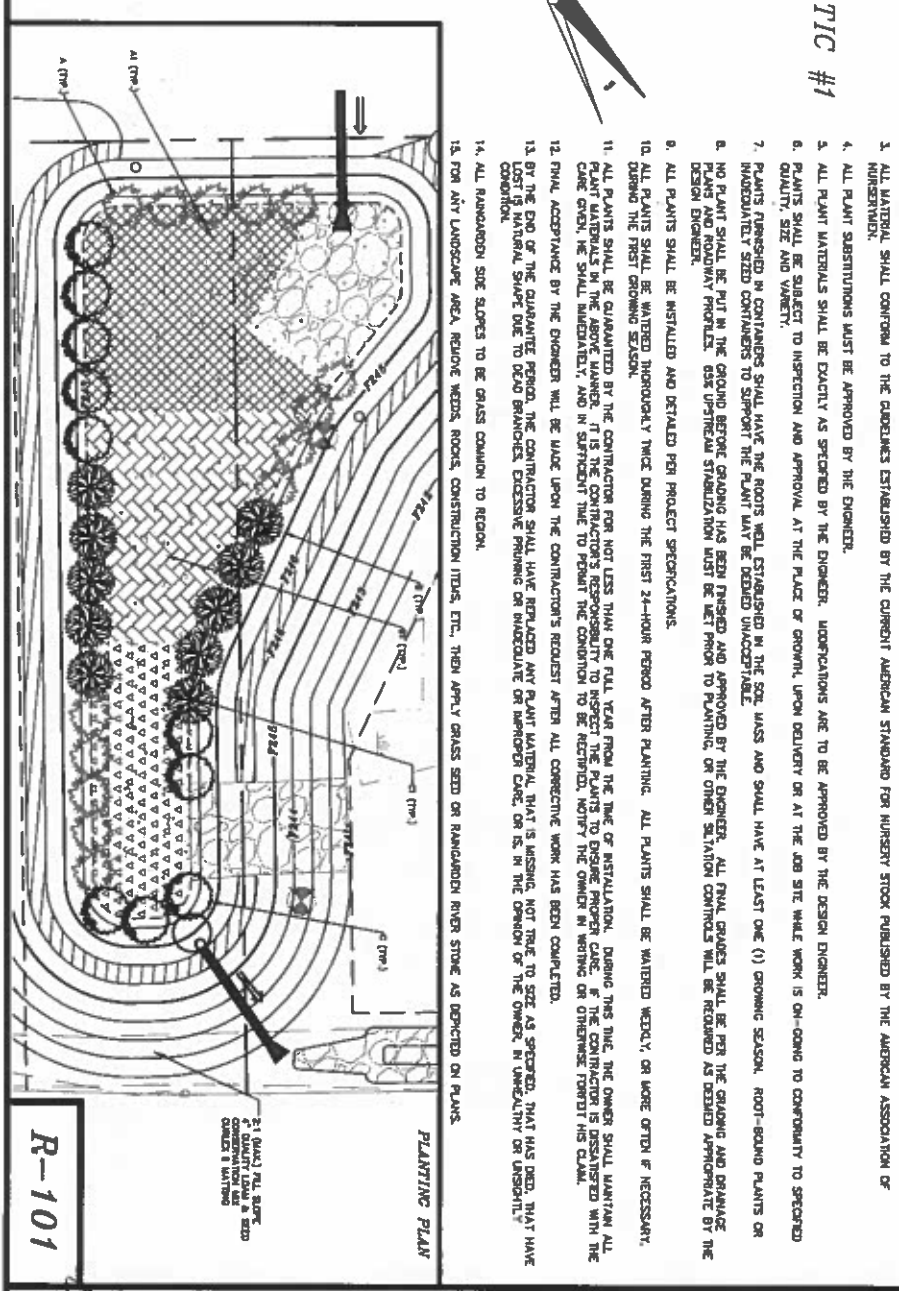 TIC #1
3. ALL MATERIAL SHALL CONFORM TO THE GUIDELINES ESTABLISHED BY THE CURRENT AMERICAN STANDARD FOR NURSERY STOCK PUBLISHED BY THE AMERICAN ASSOCIATION OF
NURSERYMEN.
4. ALL PLANT SUBSTITUTIONS MUST BE APPROVED BY THE ENGINEER.
5. ALL PLANT MATERIALS SHALL BE EXACTLY AS SPECIFIED BY THE ENGINEER. MODIFICATIONS ARE TO BE APPROVED BY THE DESIGN ENGINEER.
6. PLANTS SHALL BE SUBJECT TO INSPECTION AND APPROVAL AT THE PLACE OF GROWTH, UPON DELIVERY OR AT THE JOB SITE WHILE WORK IS ON-GOING TO CONFORMITY TO SPECIFIED
QUALITY, SIZE AND VARIETY.
7. PLANTS FURNISHED IN CONTAINERS SHALL HAVE THE ROOTS WELL ESTABLISHED IN THE SOIL MASS AND SHALL HAVE AT LEAST ONE (1) GROWING SEASON. ROOT-BOUND PLANTS OR
INADEQUATELY SIZED CONTAINERS TO SUPPORT THE PLANT MAY BE DEEMED UNACCEPTABLE.
8. NO PLANT SHALL BE PUT IN THE GROUND BEFORE GRADING HAS BEEN FINISHED AND APPROVED BY THE ENGINEER. ALL FINAL GRADES SHALL BE PER THE GRADING AND DRAINAGE
PLANS AND ROADWAY PROFILES. 85% UPSTREAM STABILIZATION MUST BE MET PRIOR TO PLANTING, OR OTHER SILTATION CONTROLS WILL BE REQUIRED AS DEEMED APPROPRIATE BY THE
DESIGN ENGINEER.
9. ALL PLANTS SHALL BE INSTALLED AND DETAILED PER PROJECT SPECIFICATIONS.
10. ALL PLANTS SHALL BE WATERED THOROUGHLY TWICE DURING THE FIRST 24-HOUR PERIOD AFTER PLANTING. ALL PLANTS SHALL BE WATERED WEEKLY, OR MORE OFTEN IF NECESSARY,
DURING THE FIRST GROWING SEASON.
11. ALL PLANTS SHALL BE GUARANTEED BY THE CONTRACTOR FOR NOT LESS THAN ONE FULL YEAR FROM THE TIME OF INSTALLATION. DURING THIS TIME, THE OWNER SHALL MAINTAIN ALL
PLANT MATERIALS IN THE ABOVE MANNER. IT IS THE CONTRACTOR'S RESPONSIBILITY TO INSPECT THE PLANTS TO ENSURE PROPER CARE. IF THE CONTRACTOR IS DISSATISFIED WITH THE
CARE GIVEN, HE SHALL IMMEDIATELY, AND IN SUFFICIENT TIME TO PERMIT THE CONDITION TO BE RECTIFIED, NOTIFY THE OWNER IN WRITING OR OTHERWISE FORFEIT HIS CLAIM.
12. FINAL ACCEPTANCE BY THE ENGINEER WILL BE MADE UPON THE CONTRACTOR'S REQUEST AFTER ALL CORRECTIVE WORK HAS BEEN COMPLETED.
13. BY THE END OF THE GUARANTEE PERIOD, THE CONTRACTOR SHALL HAVE REPLACED ANY PLANT MATERIAL THAT IS MISSING, NOT TRUE TO SIZE AS SPECIFIED, THAT HAS DIED, THAT HAVE
LOST IS NATURAL SHAPE DUE TO DEAD BRANCHES, EXCESSIVE PRUNING OR INADEQUATE OR IMPROPER CARE, OR IS, IN THE OPINION OF THE OWNER, IN UNHEALTHY OR UNSIGHTLY
CONDITION.
14. ALL RAINGARDEN SIDE SLOPES TO BE GRASS COMMON TO REGION.
15. FOR ANY LANDSCAPE AREA, REMOVE WEEDS, ROCKS, CONSTRUCTION ITEMS, ETC., THEN APPLY GRASS SEED OR RAINGARDEN RIVER STONE AS DEPICTED ON PLANS.
A1 (TYP.)
A (TYP.)
B (TYP.)
C (TYP.)
PLANTING PLAN
2:1 (MAX.) FILL SLOPE
4" QUALITY LOAM & SEED
CONSERVATION MIX
CURLEX II MATTING
R-101